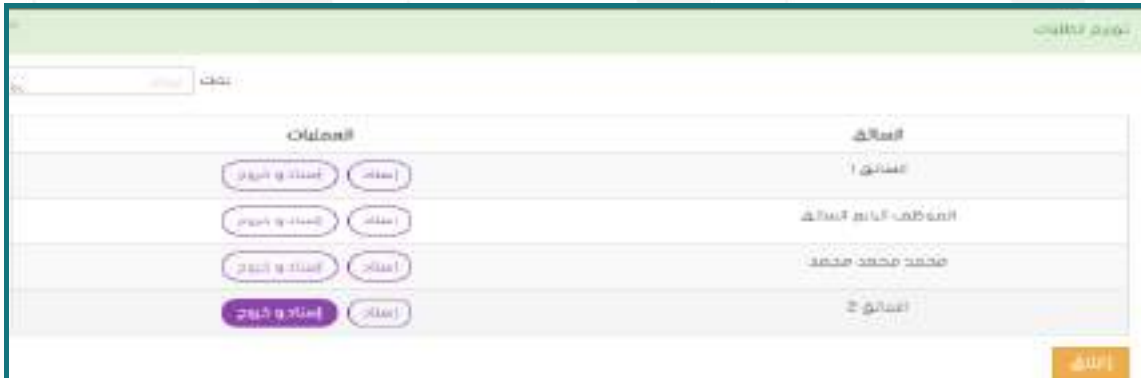 توزيع الطلبات
بحث
السائق العمليات
السائق 1 إسناد إسناد و خروج
الموظف الرابع السائق إسناد إسناد و خروج
محمد محمد محمد إسناد إسناد و خروج
السائق 2 إسناد إسناد و خروج
إغلاق